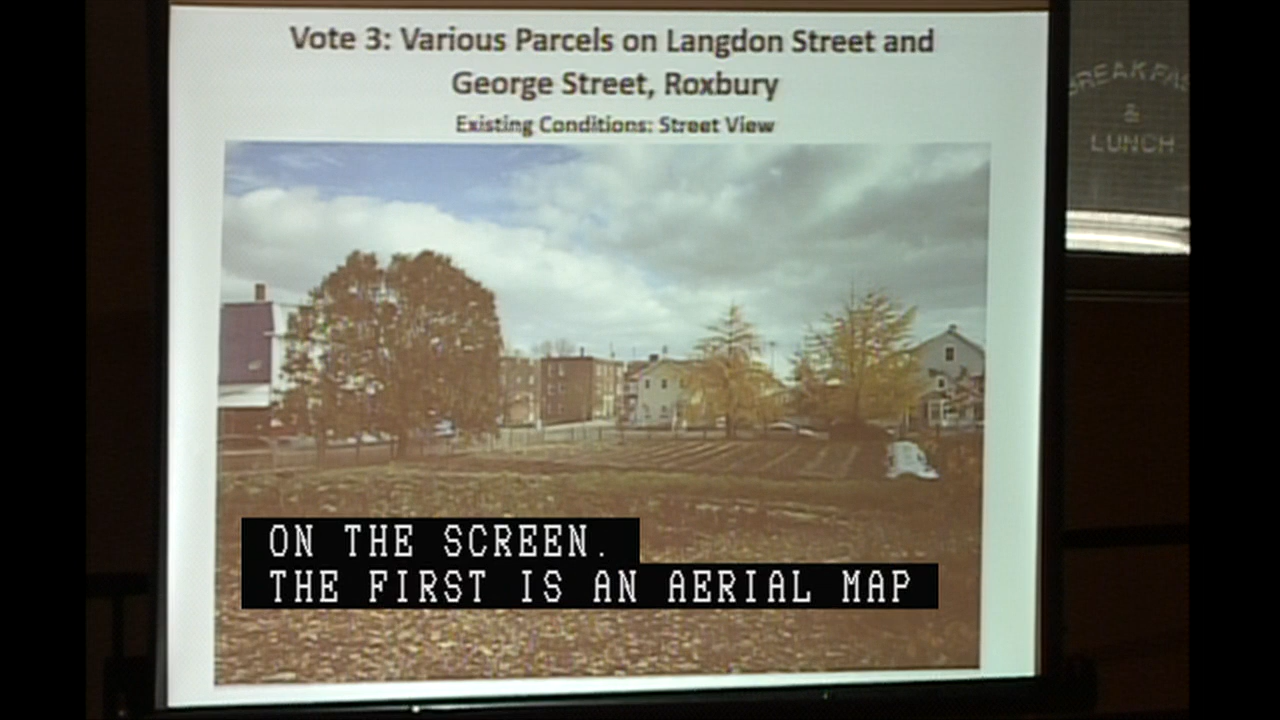 Vote 3: Various Parcels on Langdon Street and
George Street, Roxbury
Existing Conditions: Street View
BREAKFAS
&
LUNCH
ON THE SCREEN.
THE FIRST IS AN AERIAL MAP